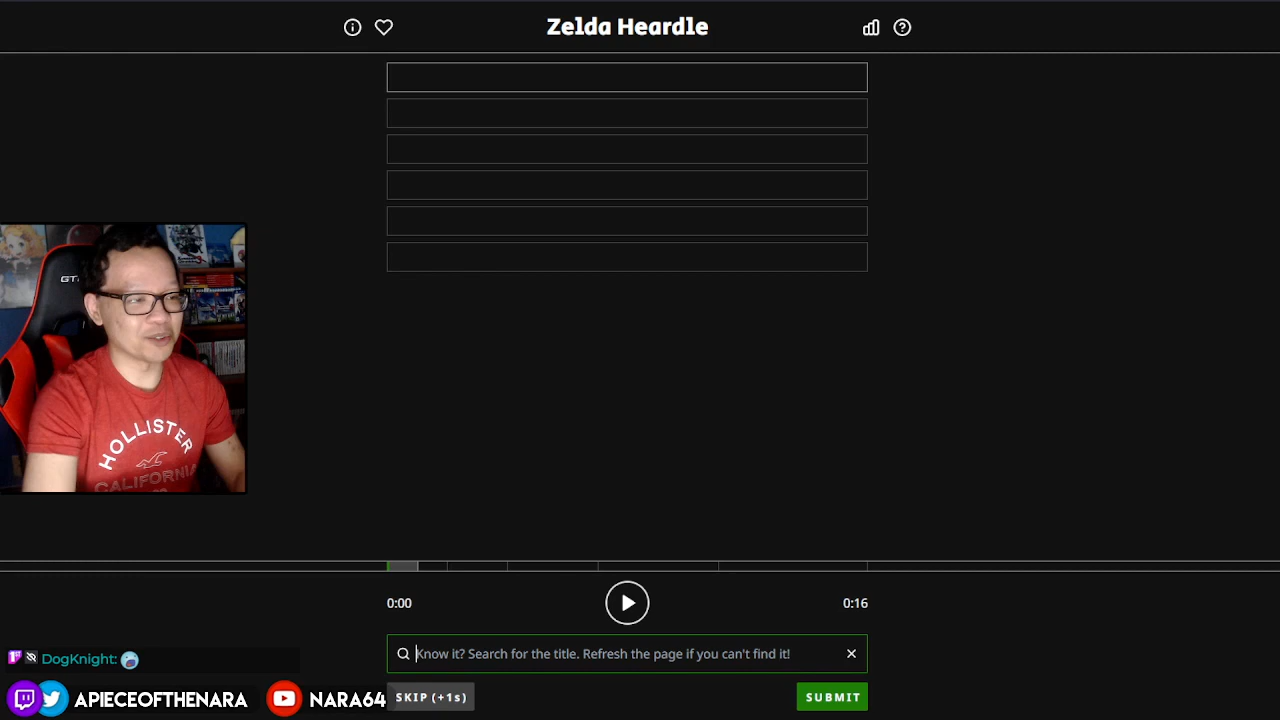 Zelda Heardle
GT
HOLLISTER
CALIFORNIA
0:00
0:16
DogKnight:
Know it? Search for the title. Refresh the page if you can't find it!
APIECEOFTHENARA
NARA64
SKIP (+1s)
SUBMIT